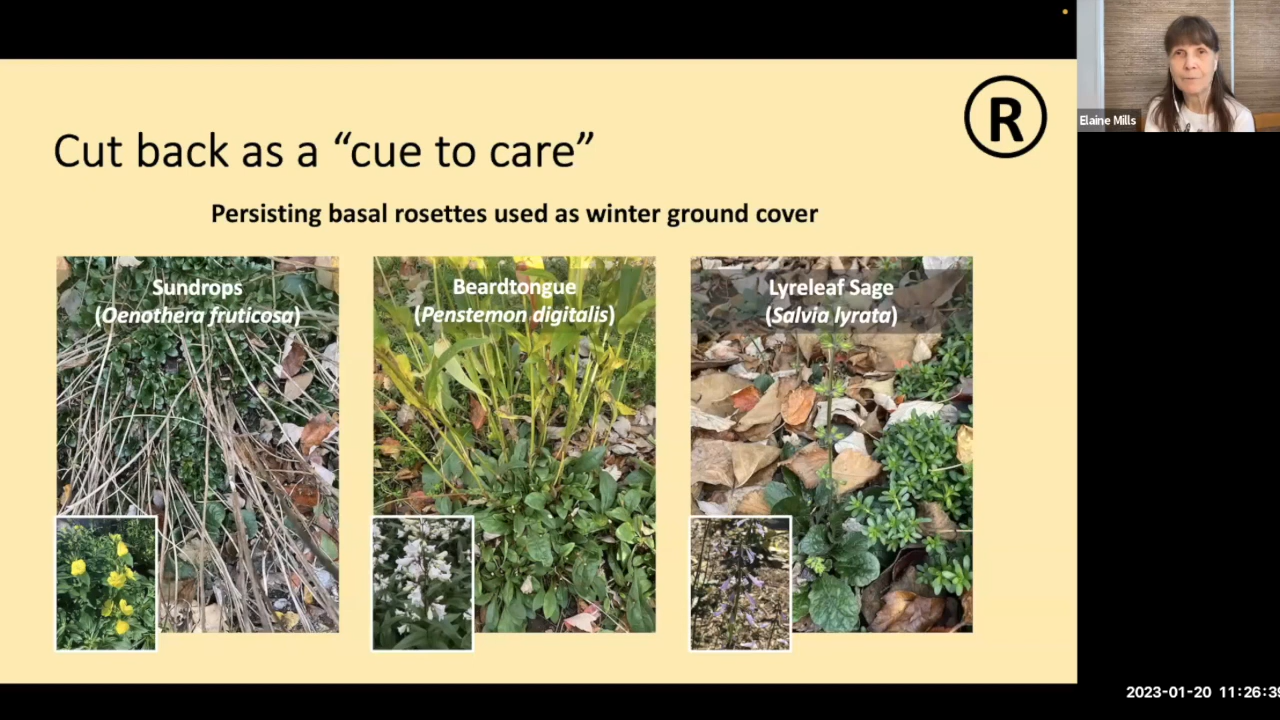 Elaine Mills
®
Cut back as a “cue to care”
Persisting basal rosettes used as winter ground cover
Sundrops
(Oenothera fruticosa)
Beardtongue
(Penstemon digitalis)
Lyreleaf Sage
(Salvia lyrata)
2023-01-20 11:26:39